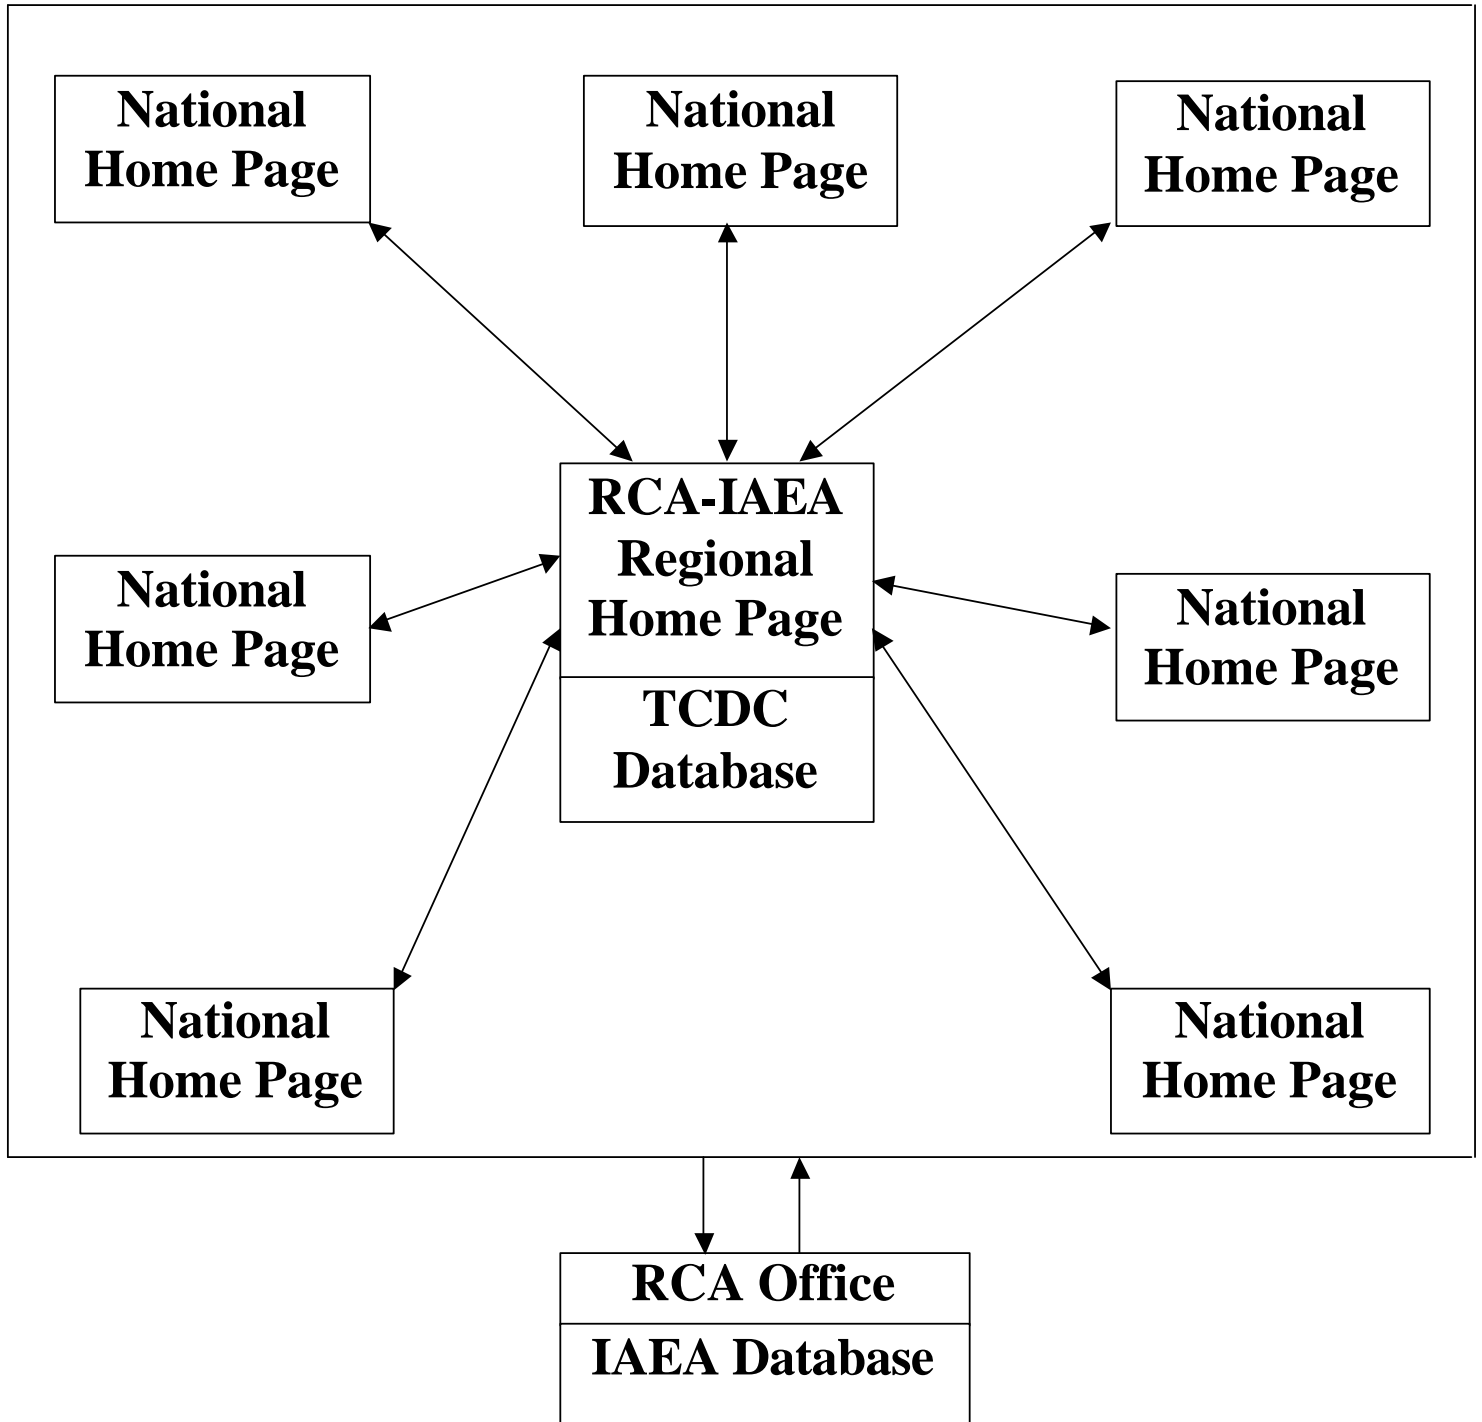 National
Home Page
National
Home Page
National
Home Page
RCA-IAEA
Regional
Home Page
National
Home Page
National
Home Page
TCDC
Database
National
Home Page
National
Home Page
RCA Office
IAEA Database